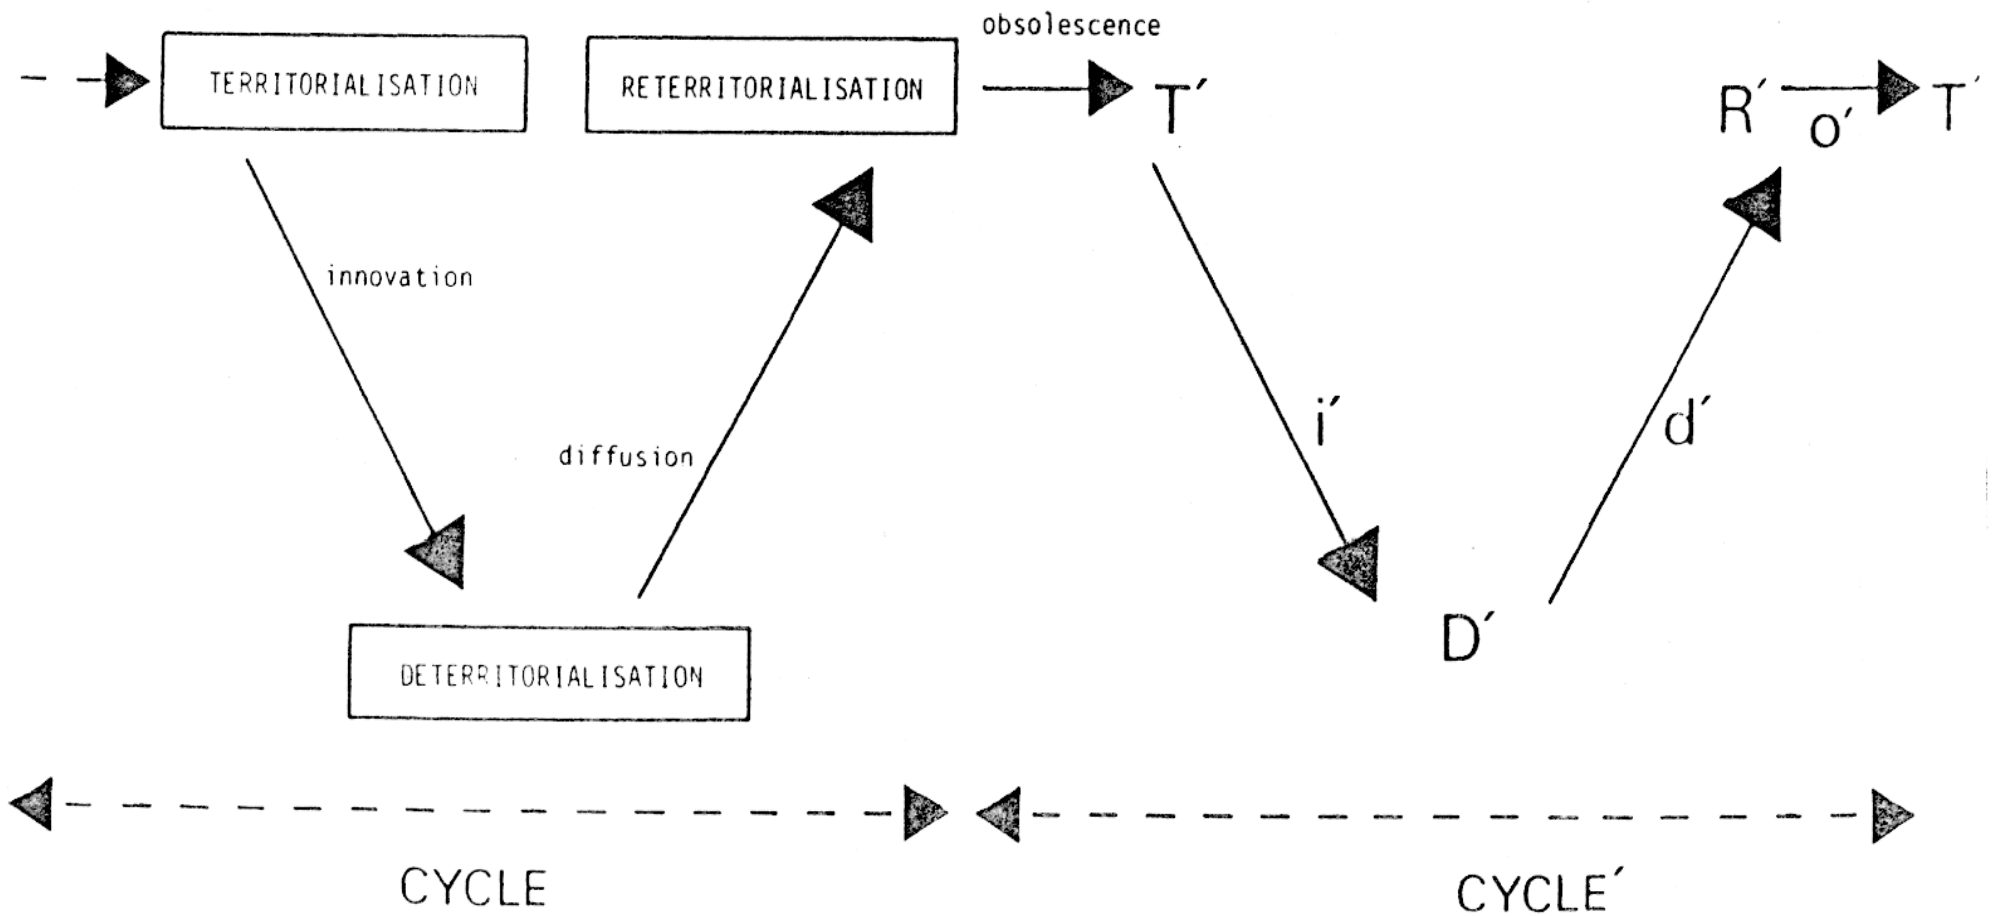 obsolescence
TERRITORIALISATION
RETERRITORIALISATION
T′
R′
o′
T′
innovation
diffusion
i′
d′
D′
DETERRITORIALISATION
CYCLE
CYCLE′